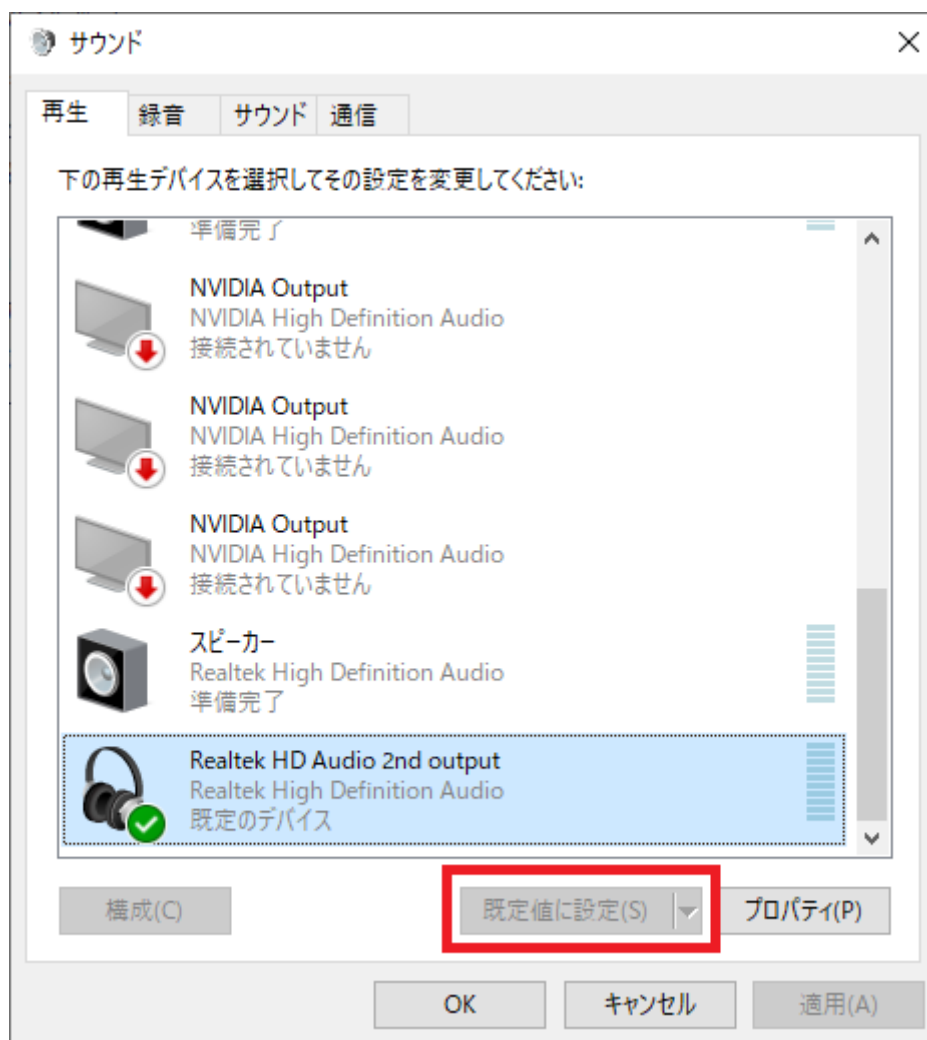 サウンド
再生
録音
サウンド
通信
下の再生デバイスを選択してその設定を変更してください:
準備完了
NVIDIA Output
NVIDIA High Definition Audio
接続されていません
NVIDIA Output
NVIDIA High Definition Audio
接続されていません
NVIDIA Output
NVIDIA High Definition Audio
接続されていません
スピーカー
Realtek High Definition Audio
準備完了
Realtek HD Audio 2nd output
Realtek High Definition Audio
既定のデバイス
構成(C)
既定値に設定(S)
プロパティ(P)
OK
キャンセル
適用(A)